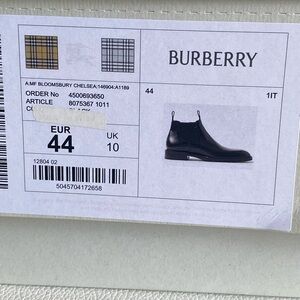 BURBERRY
A:MF BLOOMSBURY CHELSEA:146904:A1189
ORDER No 4500693650
ARTICLE 8075367 1011
EUR UK
44 10
12804 02
5045704172658
44 1IT